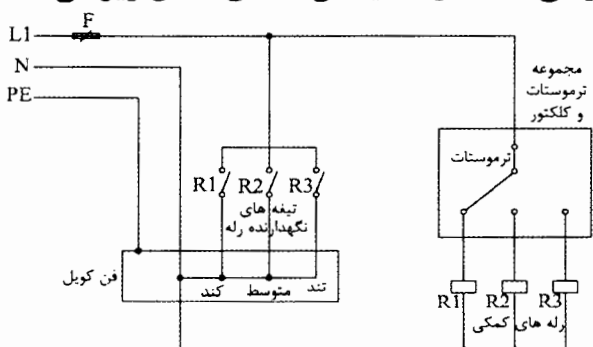 F
L1
N
PE
مجموعه
ترموستات
و کلکتور
ترموستات
R1 R2 R3
تیغه های
نگهدارنده رله
فن کویل
کند متوسط تند
R1 R2 R3
رله های کمکی